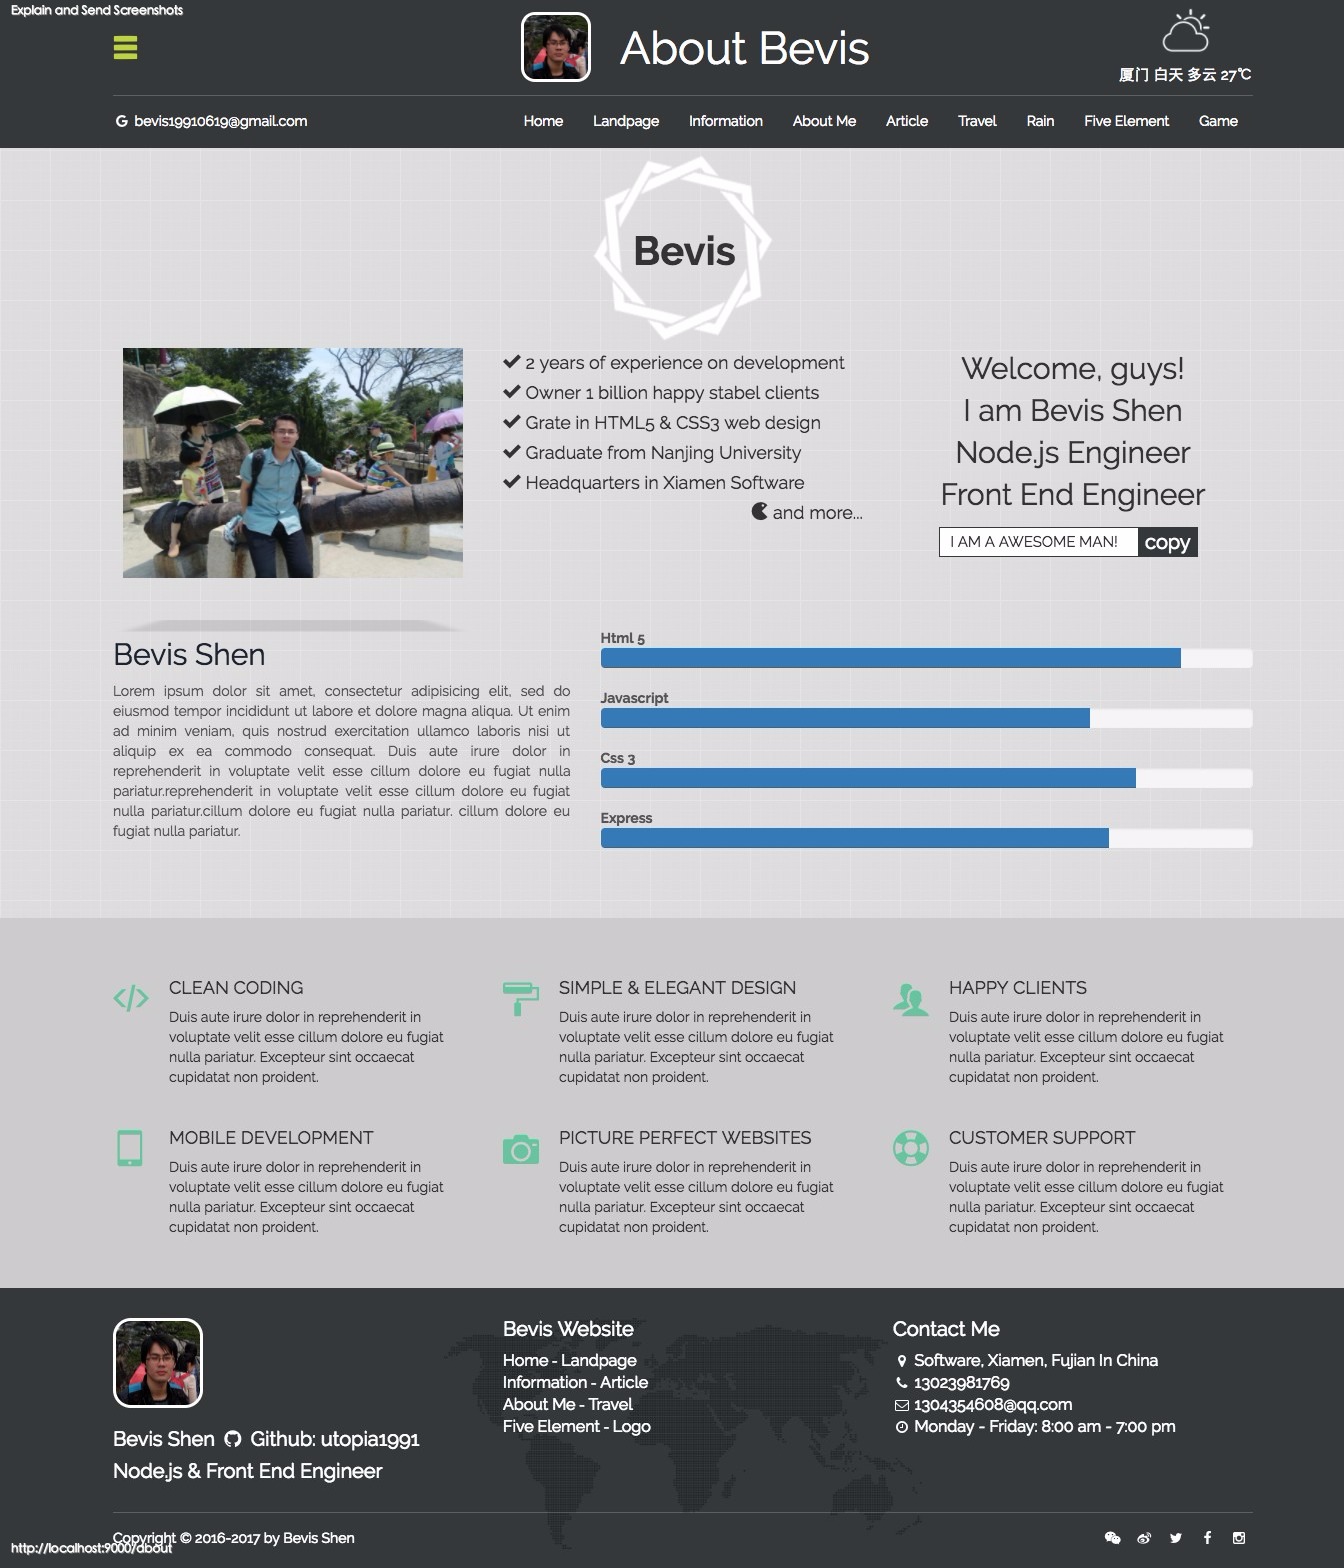 Explain and Send Screenshots
About Bevis
厦门 白天 多云 27℃
bevis19910619@gmail.com
Home Landpage Information About Me Article Travel Rain Five Element Game
Bevis
2 years of experience on development
Owner 1 billion happy stabel clients
Grate in HTML5 & CSS3 web design
Graduate from Nanjing University
Headquarters in Xiamen Software
and more...
Welcome, guys!
I am Bevis Shen
Node.js Engineer
Front End Engineer
I AM A AWESOME MAN! copy
Bevis Shen
Lorem ipsum dolor sit amet, consectetur adipisicing elit, sed do
eiusmod tempor incididunt ut labore et dolore magna aliqua. Ut enim
ad minim veniam, quis nostrud exercitation ullamco laboris nisi ut
aliquip ex ea commodo consequat. Duis aute irure dolor in
reprehenderit in voluptate velit esse cillum dolore eu fugiat nulla
pariatur.reprehenderit in voluptate velit esse cillum dolore eu fugiat
nulla pariatur.cillum dolore eu fugiat nulla pariatur. cillum dolore eu
fugiat nulla pariatur.
Html 5
Javascript
Css 3
Express
CLEAN CODING
Duis aute irure dolor in reprehenderit in
voluptate velit esse cillum dolore eu fugiat
nulla pariatur. Excepteur sint occaecat
cupidatat non proident.
SIMPLE & ELEGANT DESIGN
Duis aute irure dolor in reprehenderit in
voluptate velit esse cillum dolore eu fugiat
nulla pariatur. Excepteur sint occaecat
cupidatat non proident.
HAPPY CLIENTS
Duis aute irure dolor in reprehenderit in
voluptate velit esse cillum dolore eu fugiat
nulla pariatur. Excepteur sint occaecat
cupidatat non proident.
MOBILE DEVELOPMENT
Duis aute irure dolor in reprehenderit in
voluptate velit esse cillum dolore eu fugiat
nulla pariatur. Excepteur sint occaecat
cupidatat non proident.
PICTURE PERFECT WEBSITES
Duis aute irure dolor in reprehenderit in
voluptate velit esse cillum dolore eu fugiat
nulla pariatur. Excepteur sint occaecat
cupidatat non proident.
CUSTOMER SUPPORT
Duis aute irure dolor in reprehenderit in
voluptate velit esse cillum dolore eu fugiat
nulla pariatur. Excepteur sint occaecat
cupidatat non proident.
Bevis Shen Github: utopia1991
Node.js & Front End Engineer
Bevis Website
Home - Landpage
Information - Article
About Me - Travel
Five Element - Logo
Contact Me
Software, Xiamen, Fujian In China
13023981769
1304354608@qq.com
Monday - Friday: 8:00 am - 7:00 pm
Copyright © 2016-2017 by Bevis Shen
http://localhost:9000/about